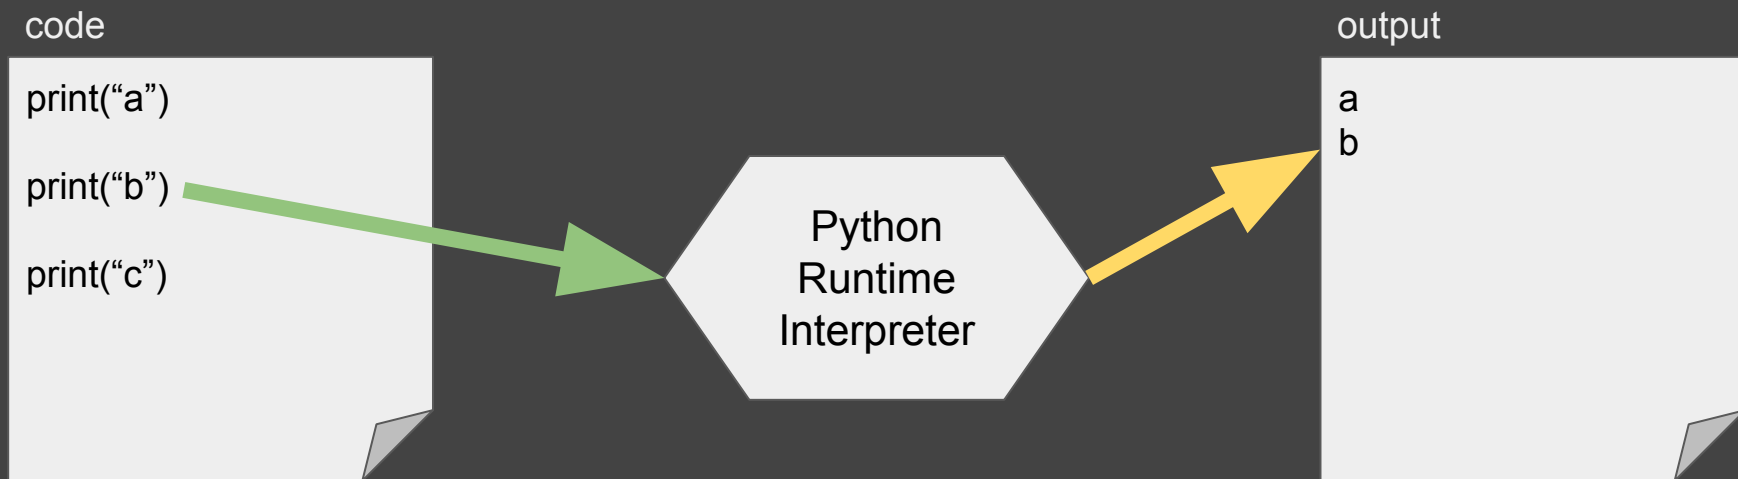 code
print(“a”)
print(“b”)
print(“c”)
Python
Runtime
Interpreter
output
a
b